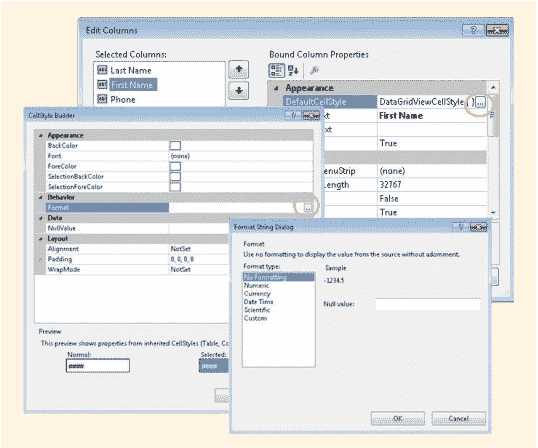 Edit Columns
Selected Columns:
Last Name
First Name
Phone
Bound Column Properties
Appearance
DefaultCellStyle DataGridViewCellStyle { } ...
xt First Name
ext
True
enuStrip (none)
Length 32767
False
True
CellStyle Builder
Appearance
BackColor
Font (none)
ForeColor
SelectionBackColor
SelectionForeColor
Behavior
Format ...
Data
NullValue
Layout
Alignment NotSet
Padding 0, 0, 0, 0
WrapMode NotSet
Preview
This preview shows properties from inherited CellStyles (Table, Co
Normal: Selected:
#### ####
Format String Dialog
Format
Use no formatting to display the value from the source without adornment.
Format type:
No Formatting
Numeric
Currency
Date Time
Scientific
Custom
Sample
-1234.5
Null value:
OK Cancel